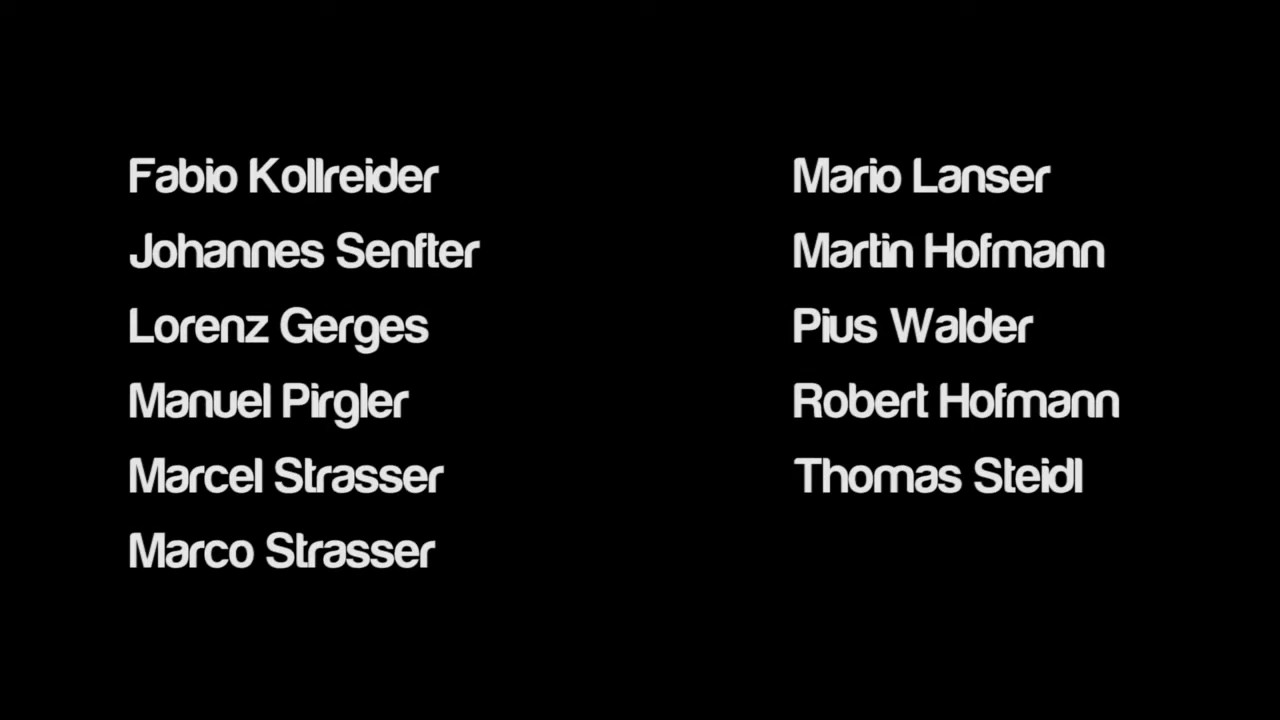 Fabio Kollreider
Johannes Senfter
Lorenz Gerges
Manuel Pirgler
Marcel Strasser
Marco Strasser
Mario Lanser
Martin Hofmann
Pius Walder
Robert Hofmann
Thomas Steidl